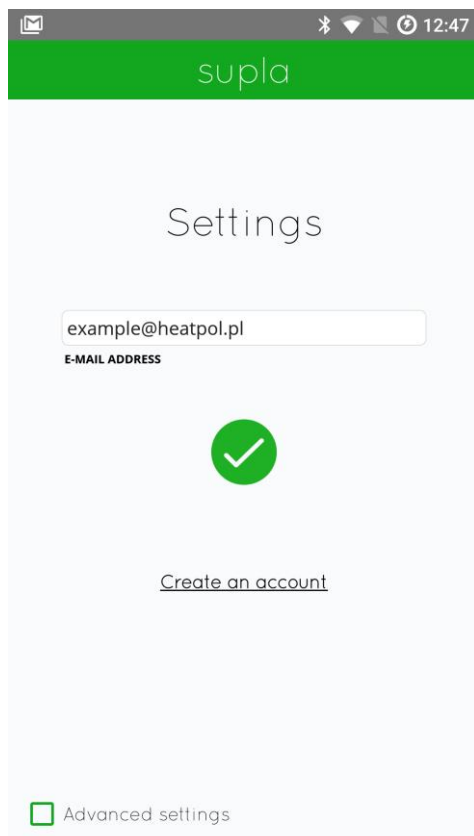 12:47
supla
Settings
example@heatpol.pl
E-MAIL ADDRESS
Create an account
Advanced settings